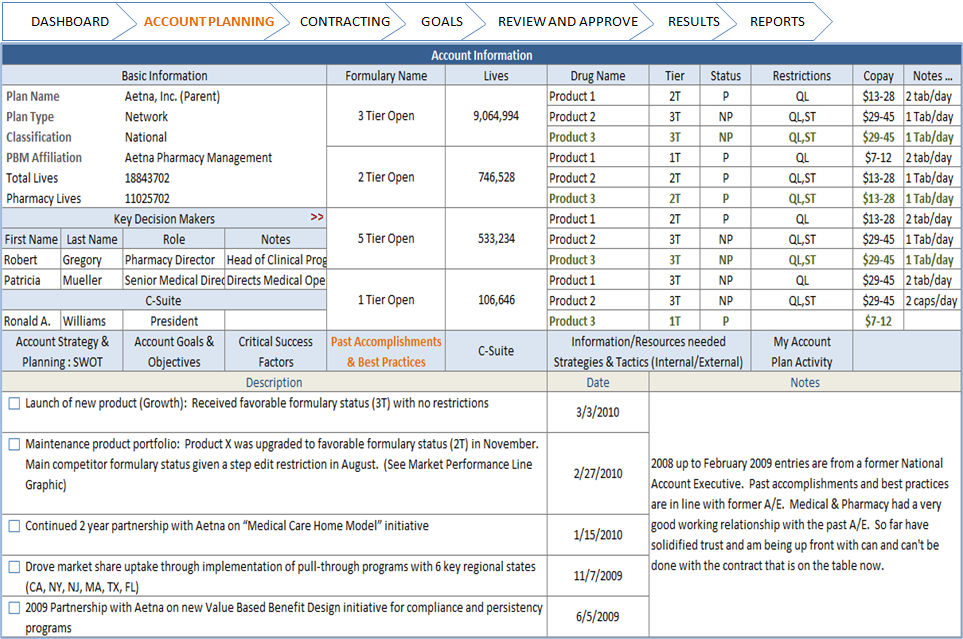 DASHBOARD
ACCOUNT PLANNING
CONTRACTING
GOALS
REVIEW AND APPROVE
RESULTS
REPORTS
Account Information
Basic Information
Formulary Name
Lives
Drug Name
Tier
Status
Restrictions
Copay
Notes ...
Plan Name
Aetna, Inc. (Parent)
Plan Type
Network
Classification
National
PBM Affiliation
Aetna Pharmacy Management
Total Lives
18843702
Pharmacy Lives
11025702
Key Decision Makers
>>
First Name
Last Name
Role
Notes
Robert
Gregory
Pharmacy Director
Head of Clinical Prog
Patricia
Mueller
Senior Medical Direc
Directs Medical Ope
C-Suite
Ronald A.
Williams
President
3 Tier Open
9,064,994
Product 1
2T
P
QL
$13-28
2 tab/day
Product 2
3T
NP
QL,ST
$29-45
1 Tab/day
Product 3
3T
NP
QL,ST
$29-45
1 Tab/day
2 Tier Open
746,528
Product 1
1T
P
QL
$7-12
2 tab/day
Product 2
2T
P
QL,ST
$13-28
1 Tab/day
Product 3
2T
P
QL,ST
$13-28
1 Tab/day
5 Tier Open
533,234
Product 1
2T
P
QL
$13-28
2 tab/day
Product 2
3T
NP
QL,ST
$29-45
1 Tab/day
Product 3
3T
NP
QL,ST
$29-45
1 Tab/day
1 Tier Open
106,646
Product 1
3T
NP
QL
$29-45
2 tab/day
Product 2
3T
NP
QL,ST
$29-45
2 caps/day
Product 3
1T
P
$7-12
Account Strategy &
Planning : SWOT
Account Goals &
Objectives
Critical Success
Factors
Past Accomplishments
& Best Practices
C-Suite
Information/Resources needed
Strategies & Tactics (Internal/External)
My Account
Plan Activity
Description
Date
Notes
Launch of new product (Growth): Received favorable formulary status (3T) with no restrictions
3/3/2010
Maintenance product portfolio: Product X was upgraded to favorable formulary status (2T) in November.
Main competitor formulary status given a step edit restriction in August. (See Market Performance Line
Graphic)
2/27/2010
Continued 2 year partnership with Aetna on “Medical Care Home Model” initiative
1/15/2010
Drove market share uptake through implementation of pull-through programs with 6 key regional states
(CA, NY, NJ, MA, TX, FL)
11/7/2009
2009 Partnership with Aetna on new Value Based Benefit Design initiative for compliance and persistency
programs
6/5/2009
2008 up to February 2009 entries are from a former National
Account Executive. Past accomplishments and best practices
are in line with former A/E. Medical & Pharmacy had a very
good working relationship with the past A/E. So far have
solidified trust and am being up front with can and can't be
done with the contract that is on the table now.